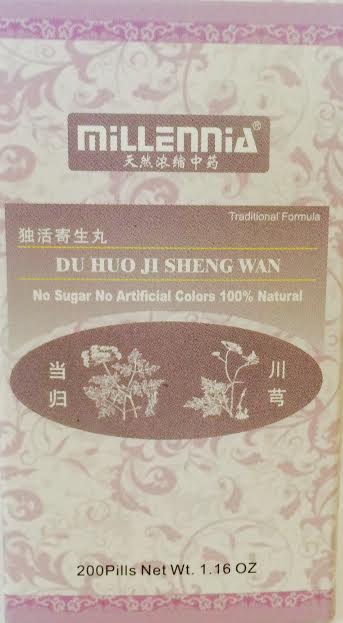 MiLLEnniA®
天然浓缩中药
Traditional Formula
独活寄生丸
DU HUO JI SHENG WAN
No Sugar No Artificial Colors 100% Natural
当归
川芎
200Pills Net Wt. 1.16 OZ